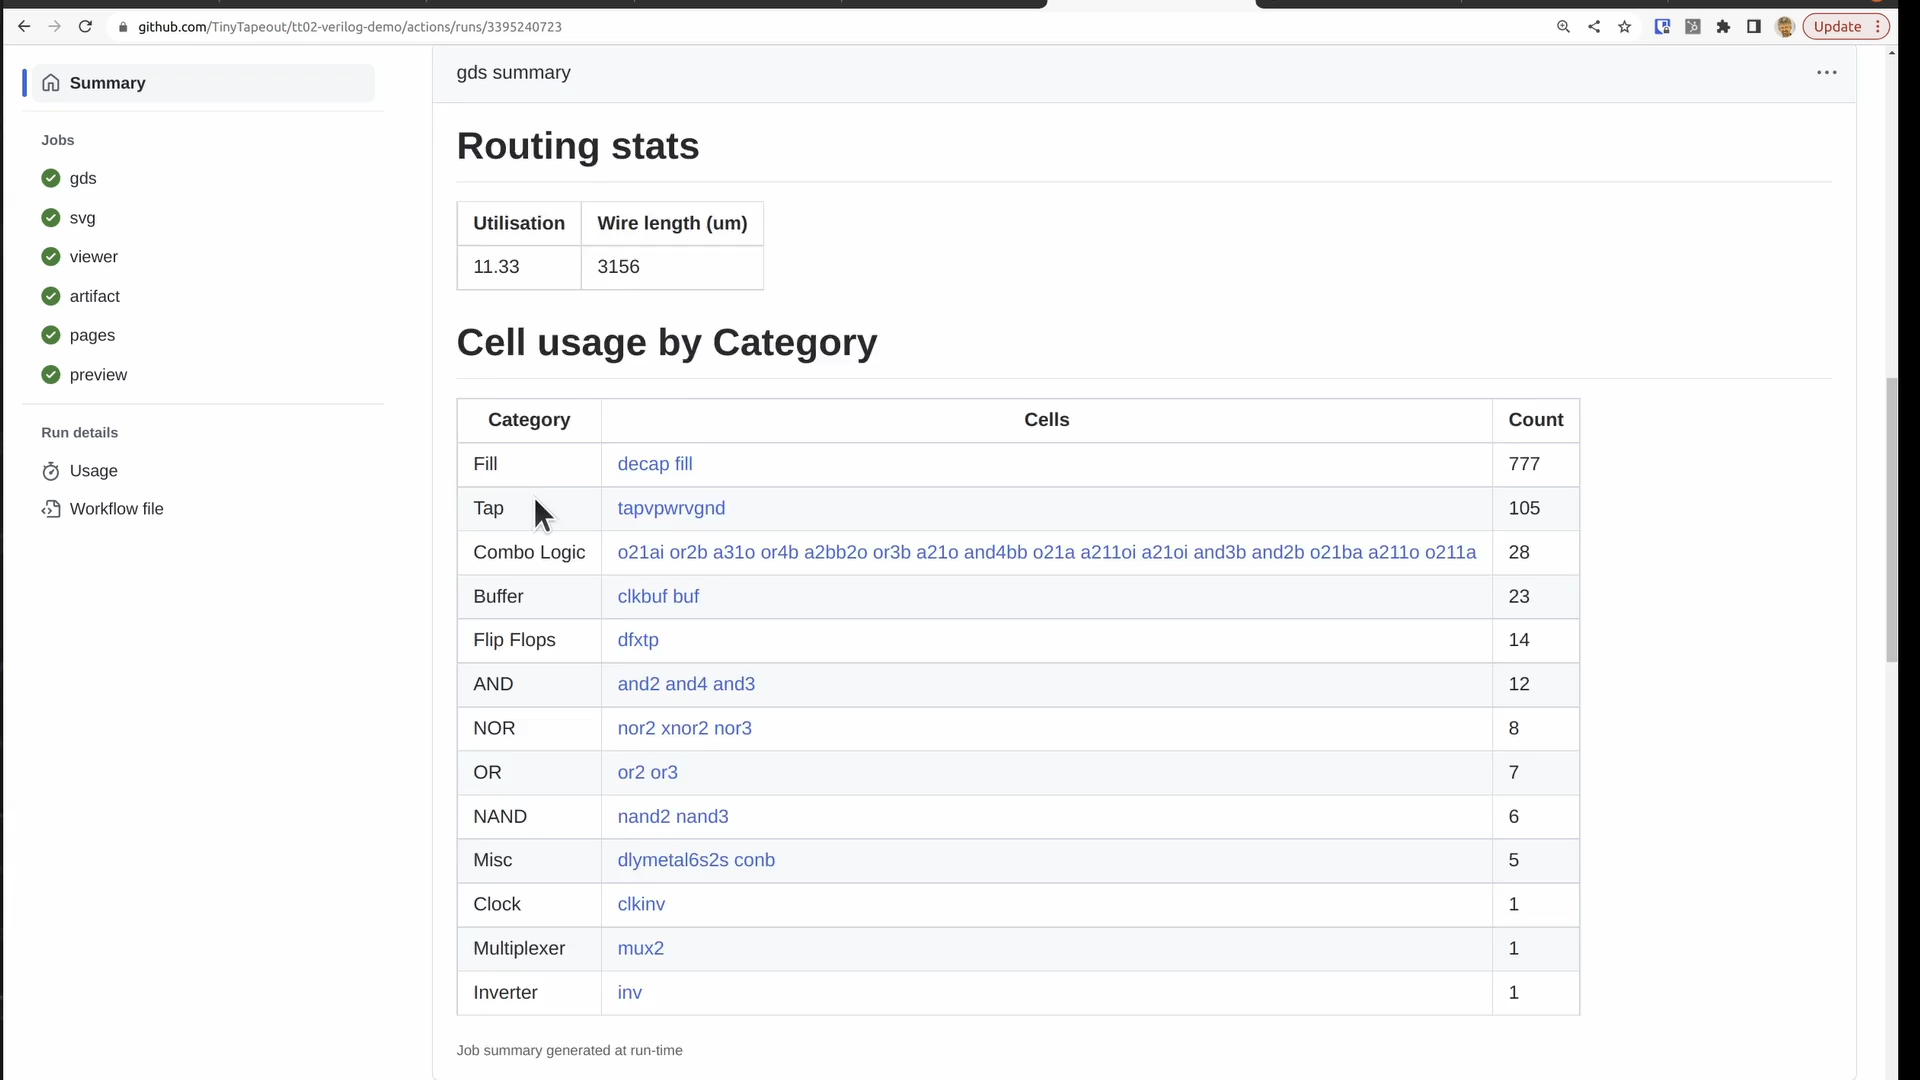 github.com/TinyTapeout/tt02-verilog-demo/actions/runs/3395240723
Update
Summary
Jobs
gds
svg
viewer
artifact
pages
preview
Run details
Usage
Workflow file
gds summary
Routing stats
Utilisation Wire length (um)
11.33 3156
Cell usage by Category
Category Cells Count
Fill decap fill 777
Tap tapvpwrvgnd 105
Combo Logic o21ai or2b a31o or4b a2bb2o or3b a21o and4bb o21a a211oi a21oi and3b and2b o21ba a211o o211a 28
Buffer clkbuf buf 23
Flip Flops dfxtp 14
AND and2 and4 and3 12
NOR nor2 xnor2 nor3 8
OR or2 or3 7
NAND nand2 nand3 6
Misc dlymetal6s2s conb 5
Clock clkinv 1
Multiplexer mux2 1
Inverter inv 1
Job summary generated at run-time